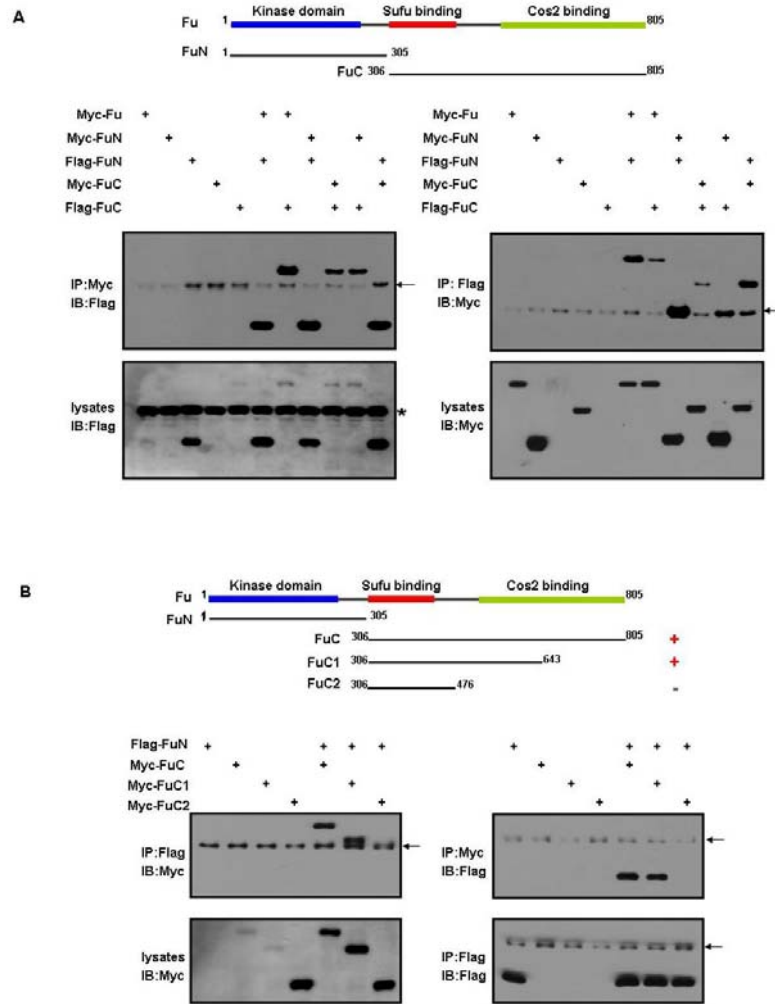 A
Kinase domain Sufu binding Cos2 binding
Fu 1 805
FuN 1 305
FuC 306 805
Myc-Fu + + +
Myc-FuN + + +
Flag-FuN + + + +
Myc-FuC + + +
Flag-FuC + + + +
IP:Myc
IB:Flag
lysates
IB:Flag
*
Myc-Fu + + +
Myc-FuN + + +
Flag-FuN + + + +
Myc-FuC + + +
Flag-FuC + + + +
IP: Flag
IB:Myc
lysates
IB:Myc
B
Kinase domain Sufu binding Cos2 binding
Fu 1 805
FuN 1 305
FuC 306 805 +
FuC1 306 643 +
FuC2 306 476 -
Flag-FuN + + + +
Myc-FuC + +
Myc-FuC1 + +
Myc-FuC2 + +
IP:Flag
IB:Myc
lysates
IB:Myc
+ + + +
+ +
+ +
+ +
IP:Myc
IB:Flag
IP:Flag
IB:Flag